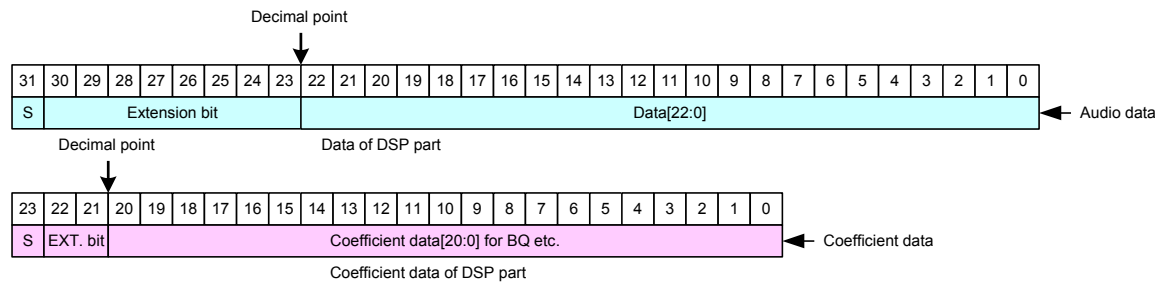 Decimal point
31 30 29 28 27 26 25 24 23 22 21 20 19 18 17 16 15 14 13 12 11 10 9 8 7 6 5 4 3 2 1 0
S Extension bit Data[22:0] Audio data
Decimal point Data of DSP part
23 22 21 20 19 18 17 16 15 14 13 12 11 10 9 8 7 6 5 4 3 2 1 0
S EXT. bit Coefficient data[20:0] for BQ etc. Coefficient data
Coefficient data of DSP part